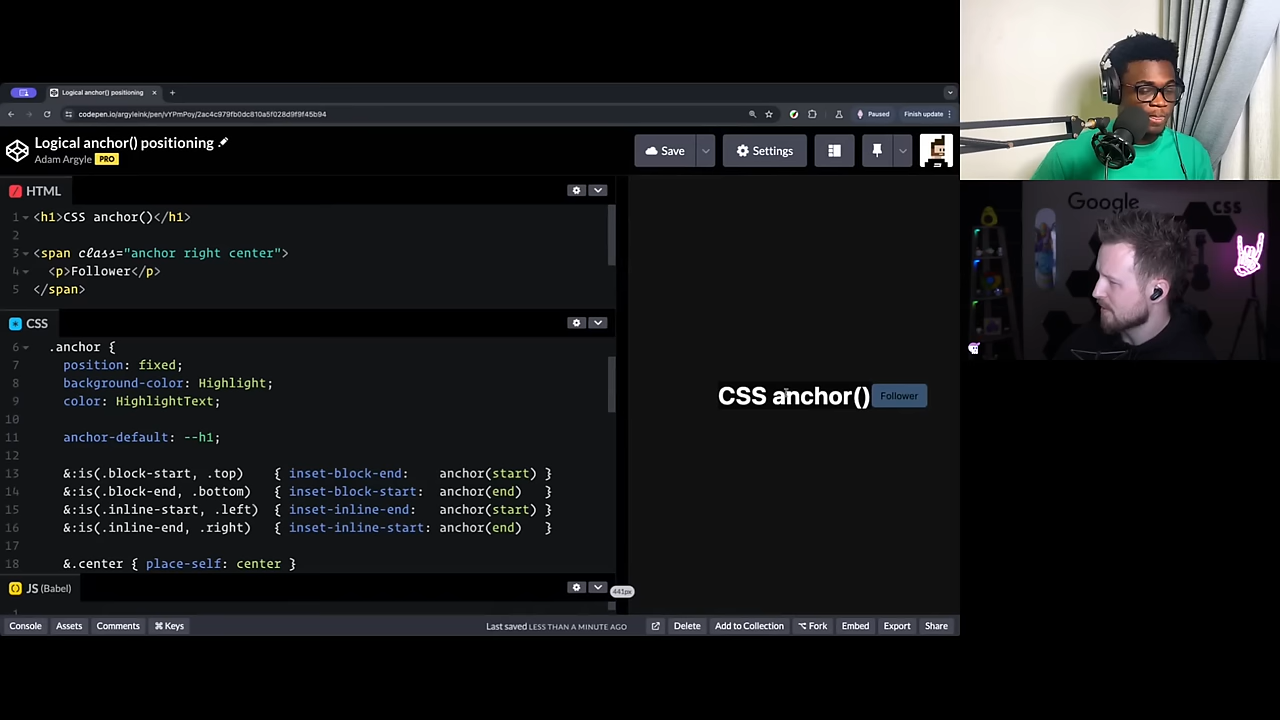 Logical anchor() positioning
codepen.io/argyleink/pen/vYPmPoy/2ac4c979fb0dc810a5f028d9f9f45b94
Paused
Finish update
Logical anchor() positioning
Adam Argyle PRO
Save
Settings
HTML
1 <h1>CSS anchor()</h1>
2
3 <span class="anchor right center">
4 <p>Follower</p>
5 </span>
CSS
6 .anchor {
7 position: fixed;
8 background-color: Highlight;
9 color: HighlightText;
10
11 anchor-default: --h1;
12
13 &:is(.block-start, .top) { inset-block-end: anchor(start) }
14 &:is(.block-end, .bottom) { inset-block-start: anchor(end) }
15 &:is(.inline-start, .left) { inset-inline-end: anchor(start) }
16 &:is(.inline-end, .right) { inset-inline-start: anchor(end) }
17
18 &.center { place-self: center }
JS (Babel)
1
441px
CSS anchor() Follower
Console Assets Comments ⌘ Keys Last saved LESS THAN A MINUTE AGO Delete Add to Collection Fork Embed Export Share
Google
CSS